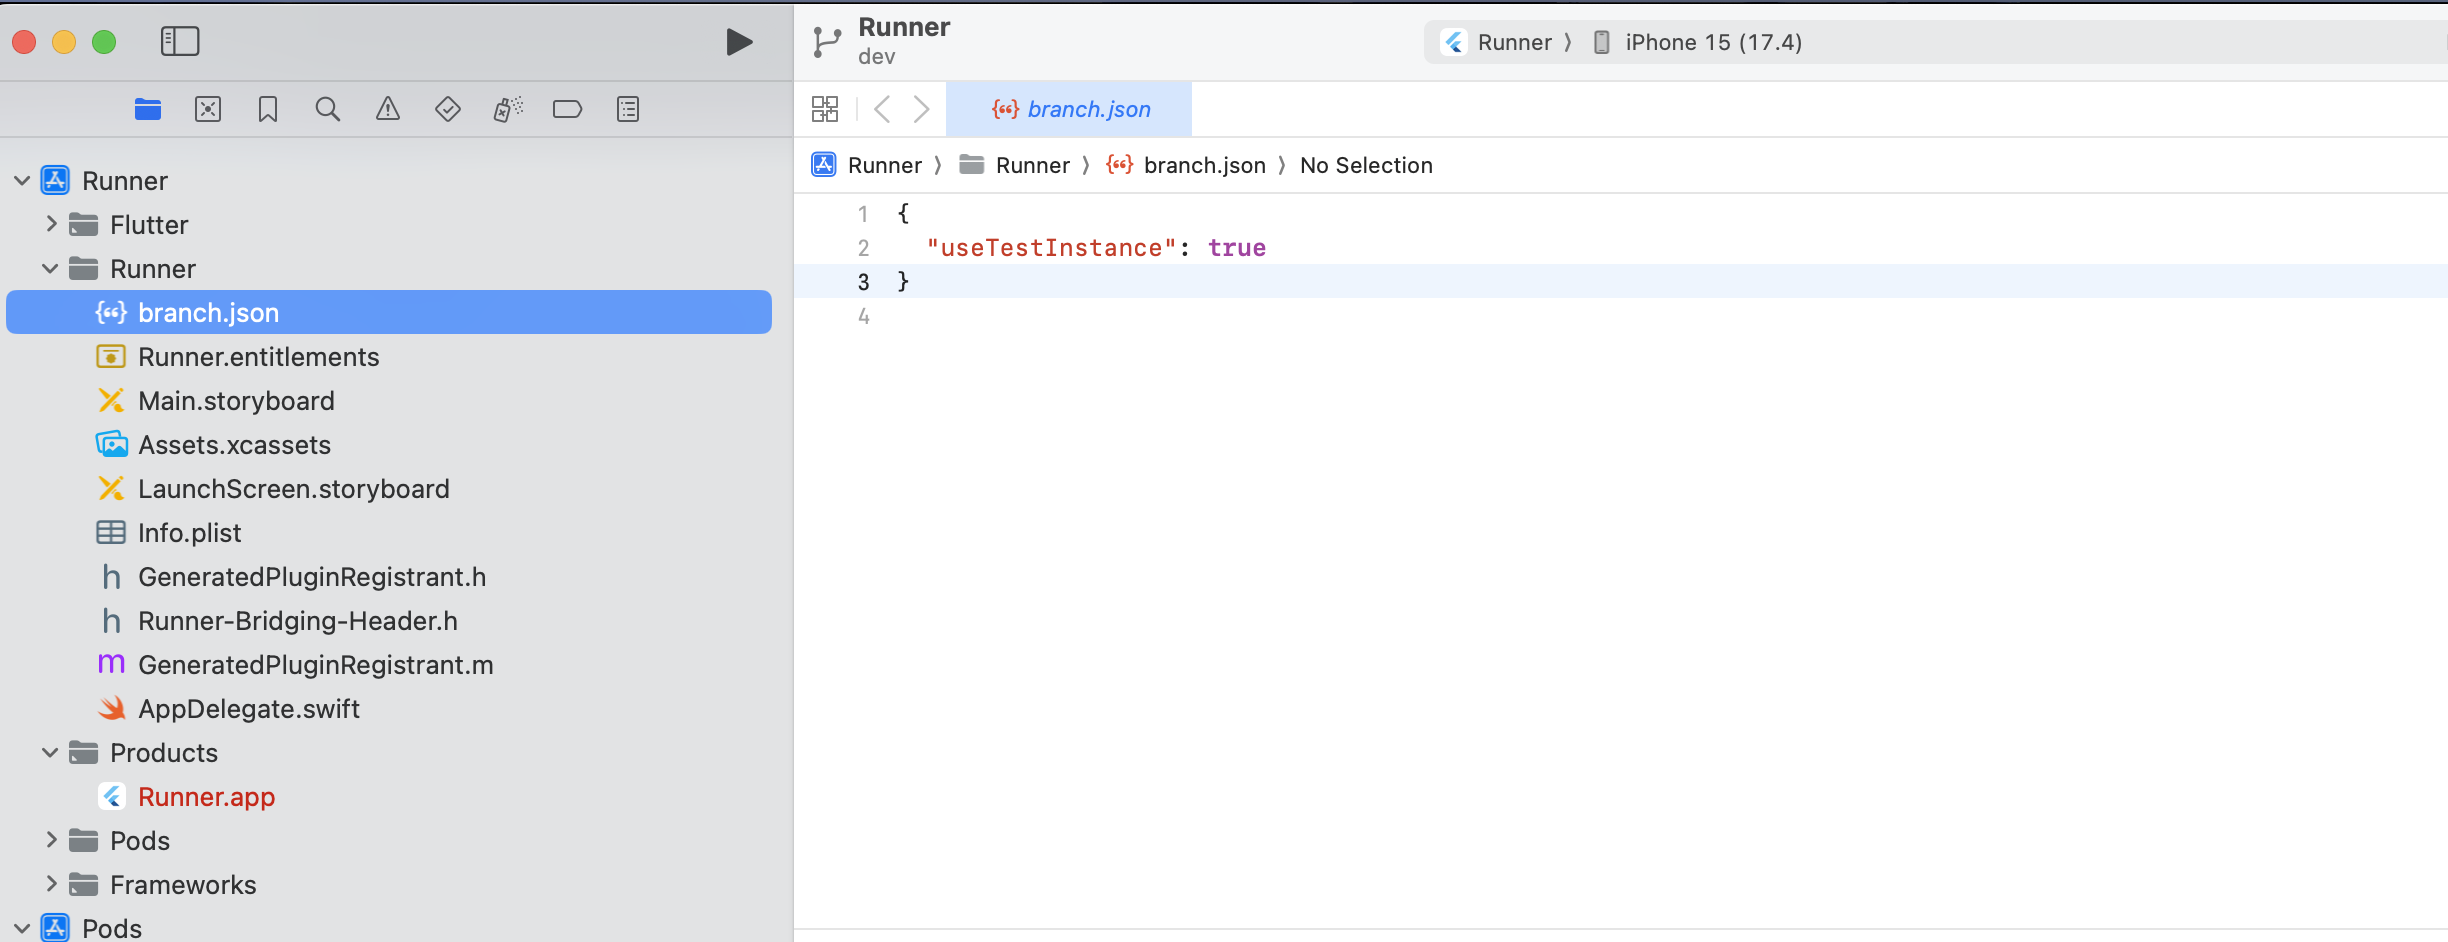 Runner
dev
Runner
iPhone 15 (17.4)
branch.json
Runner
Runner
branch.json
No Selection
Runner
Flutter
Runner
branch.json
Runner.entitlements
Main.storyboard
Assets.xcassets
LaunchScreen.storyboard
Info.plist
GeneratedPluginRegistrant.h
Runner-Bridging-Header.h
GeneratedPluginRegistrant.m
AppDelegate.swift
Products
Runner.app
Pods
Frameworks
Pods
1 {
2 "useTestInstance": true
3 }
4